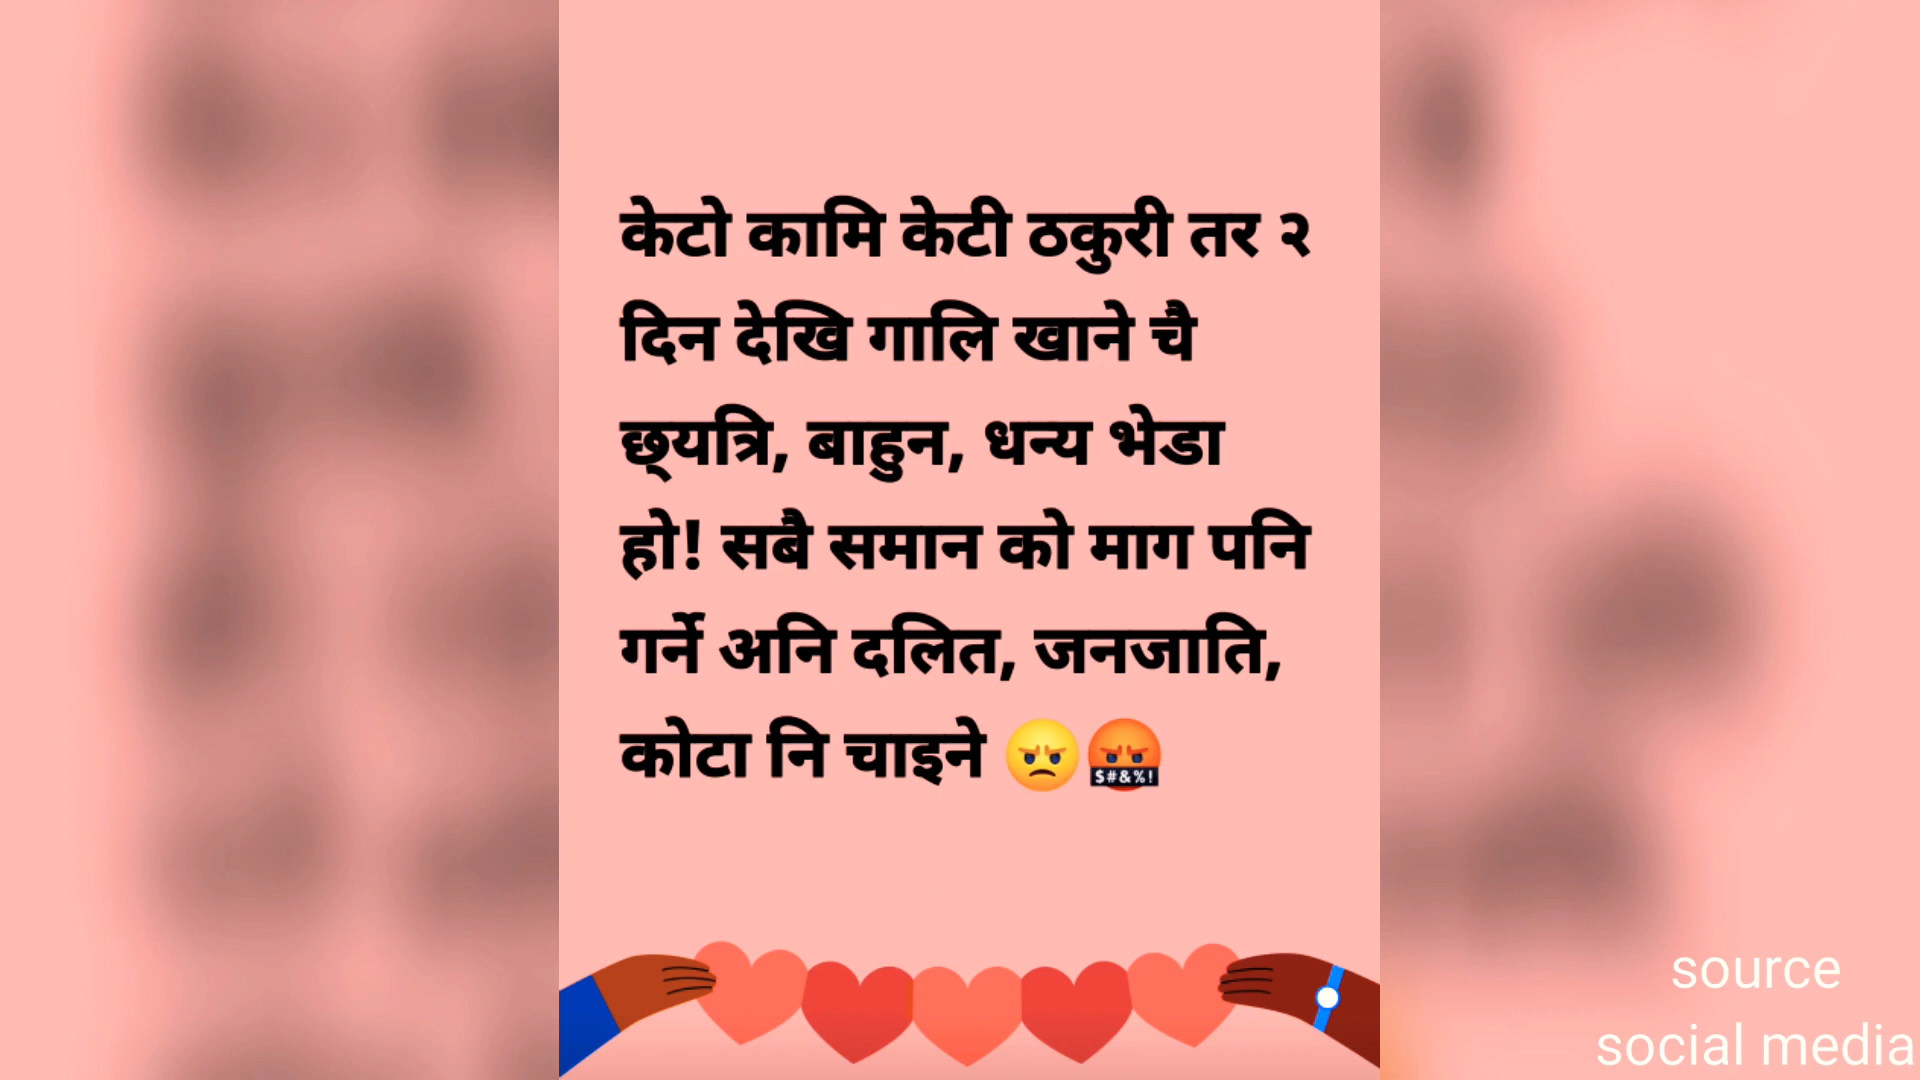 केटो कामि केटी ठकुरी तर २
दिन देखि गालि खाने चै
छ्यत्रि, बाहुन, धन्य भेडा
हो! सबै समान को माग पनि
गर्ने अनि दलित, जनजाति,
कोटा नि चाइने 😠🤬
source
social media